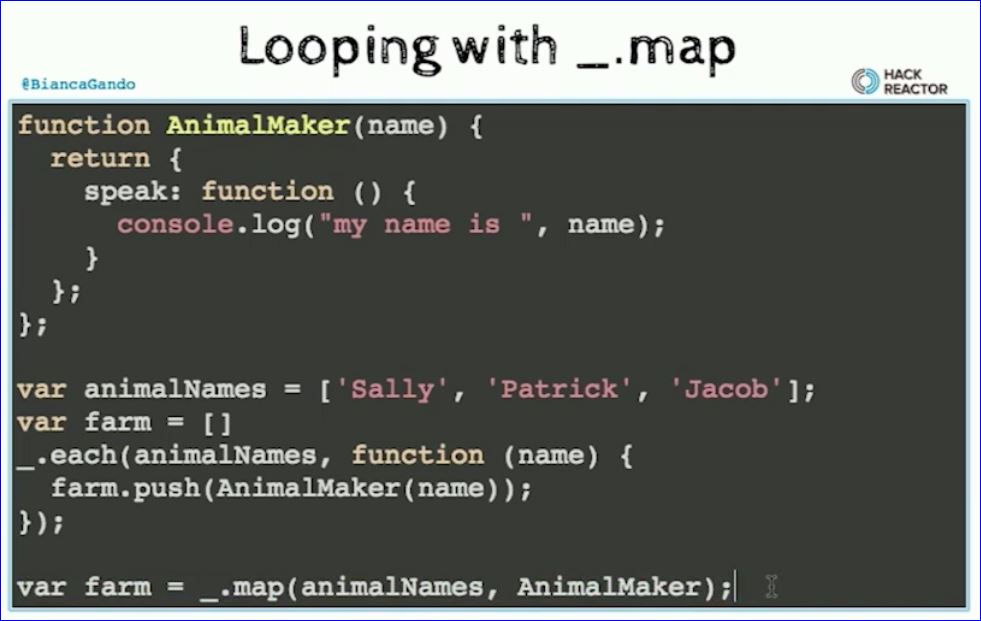 Looping with _.map
@BiancaGando
HACK
REACTOR
function AnimalMaker(name) {
  return {
    speak: function () {
      console.log("my name is ", name);
    }
  };
};

var animalNames = ['Sally', 'Patrick', 'Jacob'];
var farm = []
_.each(animalNames, function (name) {
  farm.push(AnimalMaker(name));
});

var farm = _.map(animalNames, AnimalMaker);